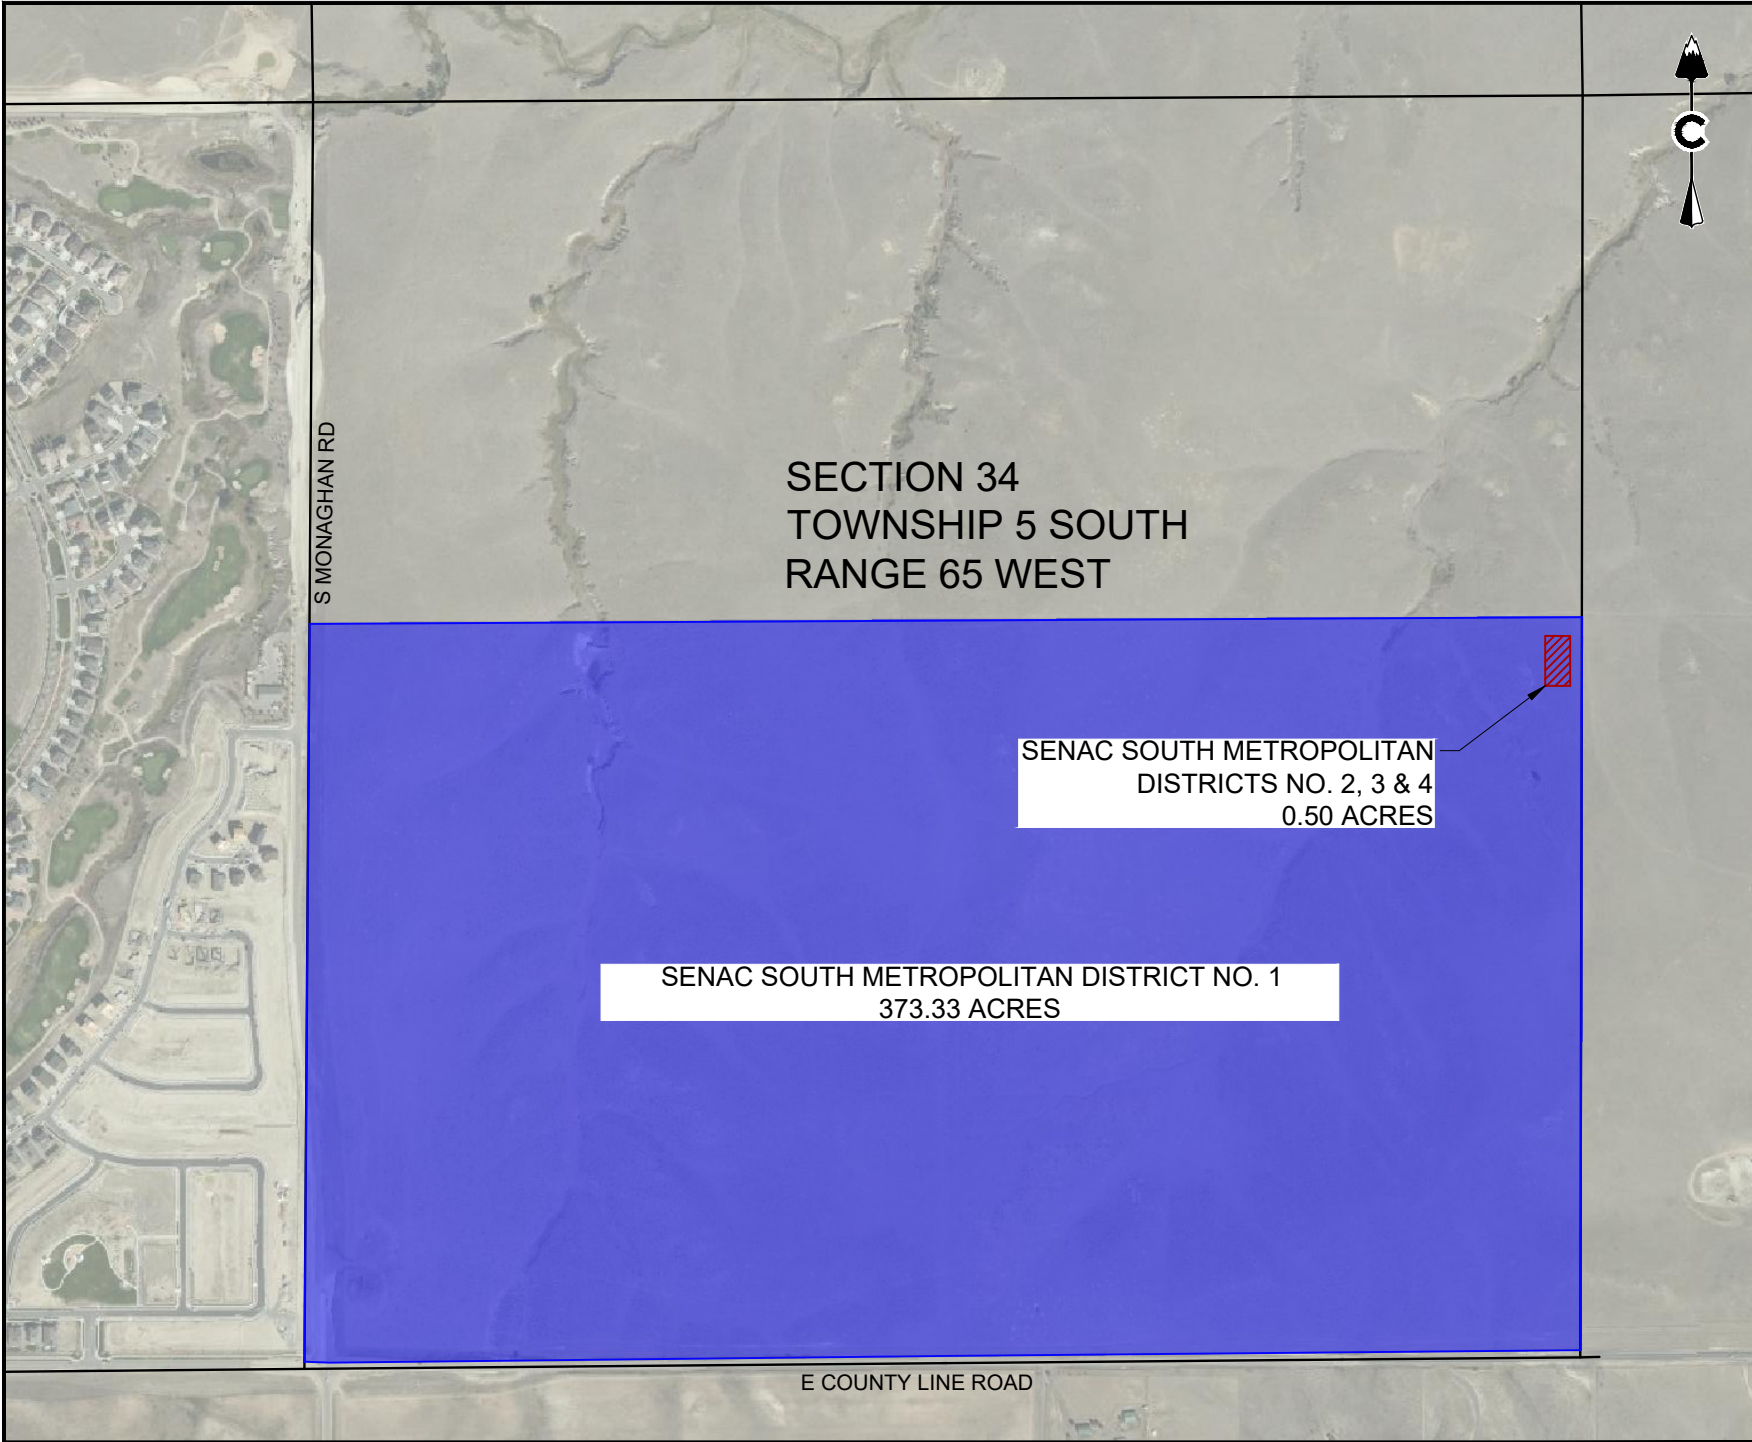 C
S MONAGHAN RD
SECTION 34
TOWNSHIP 5 SOUTH
RANGE 65 WEST
SENAC SOUTH METROPOLITAN
DISTRICTS NO. 2, 3 & 4
0.50 ACRES
SENAC SOUTH METROPOLITAN DISTRICT NO. 1
373.33 ACRES
E COUNTY LINE ROAD